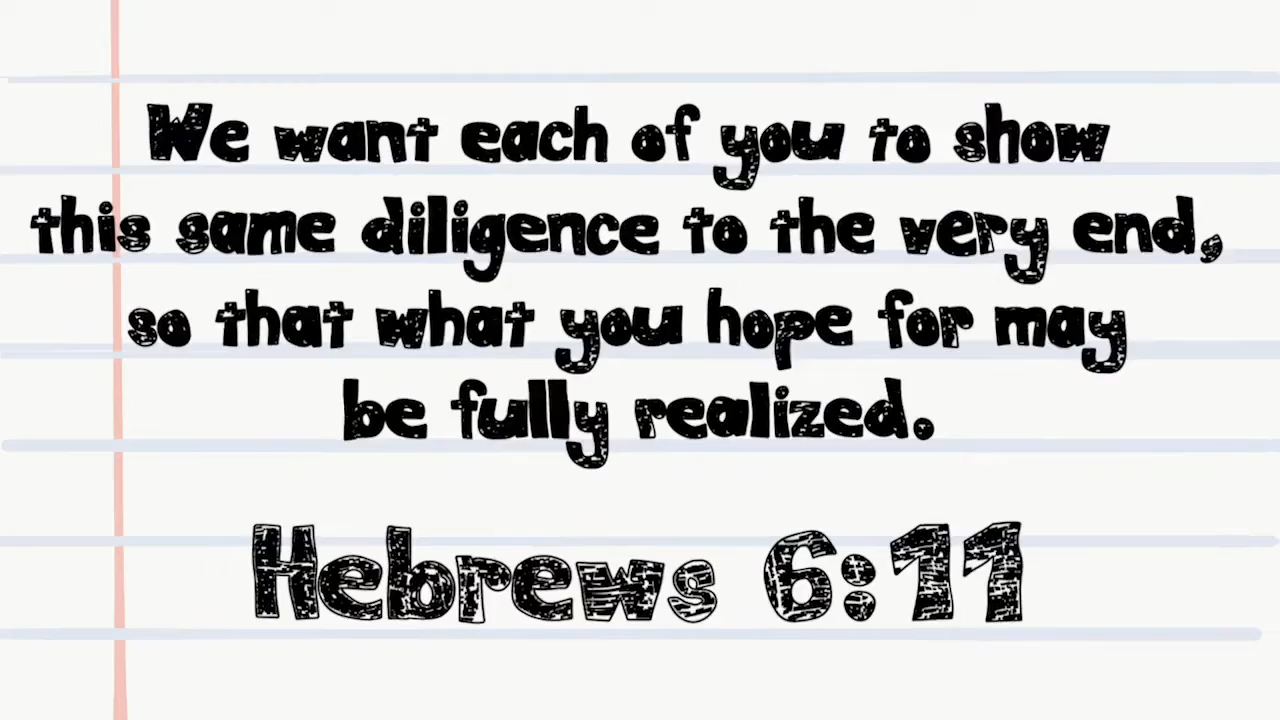 We want each of you to show
this same diligence to the very end,
so that what you hope for may
be fully realized.
Hebrews 6:11